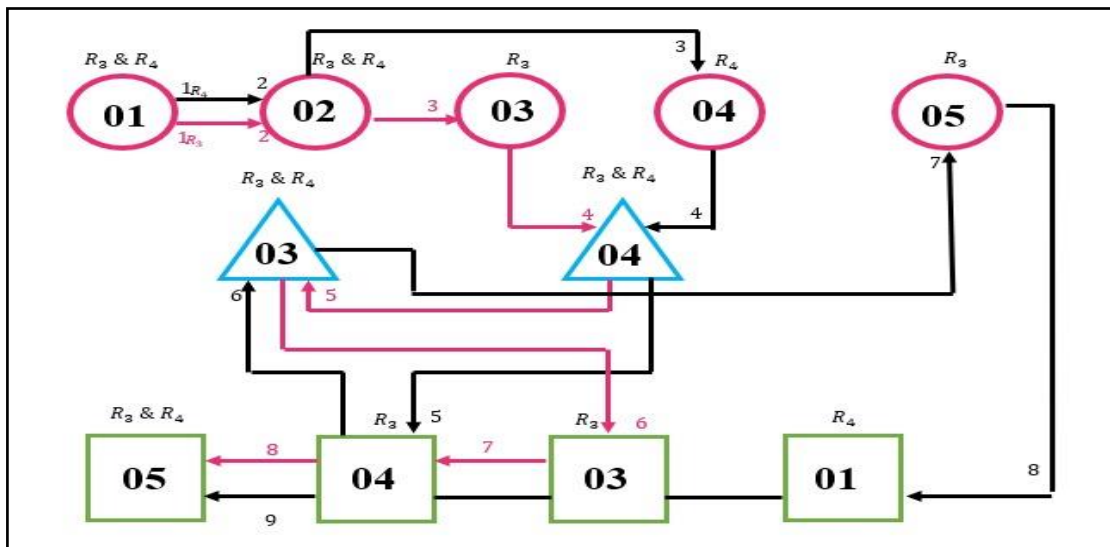 R₃ & R₄ R₃ & R₄ R₃ R₄ R₃
01 1R₄ 2 02 3 03 3 04 05
1R₃ 2 7
R₃ & R₄ R₃ & R₄
4 4
03 04
6 5
R₃ & R₄ R₃ 5 R₃ 6 R₄
8 7 8
05 04 03 01
9